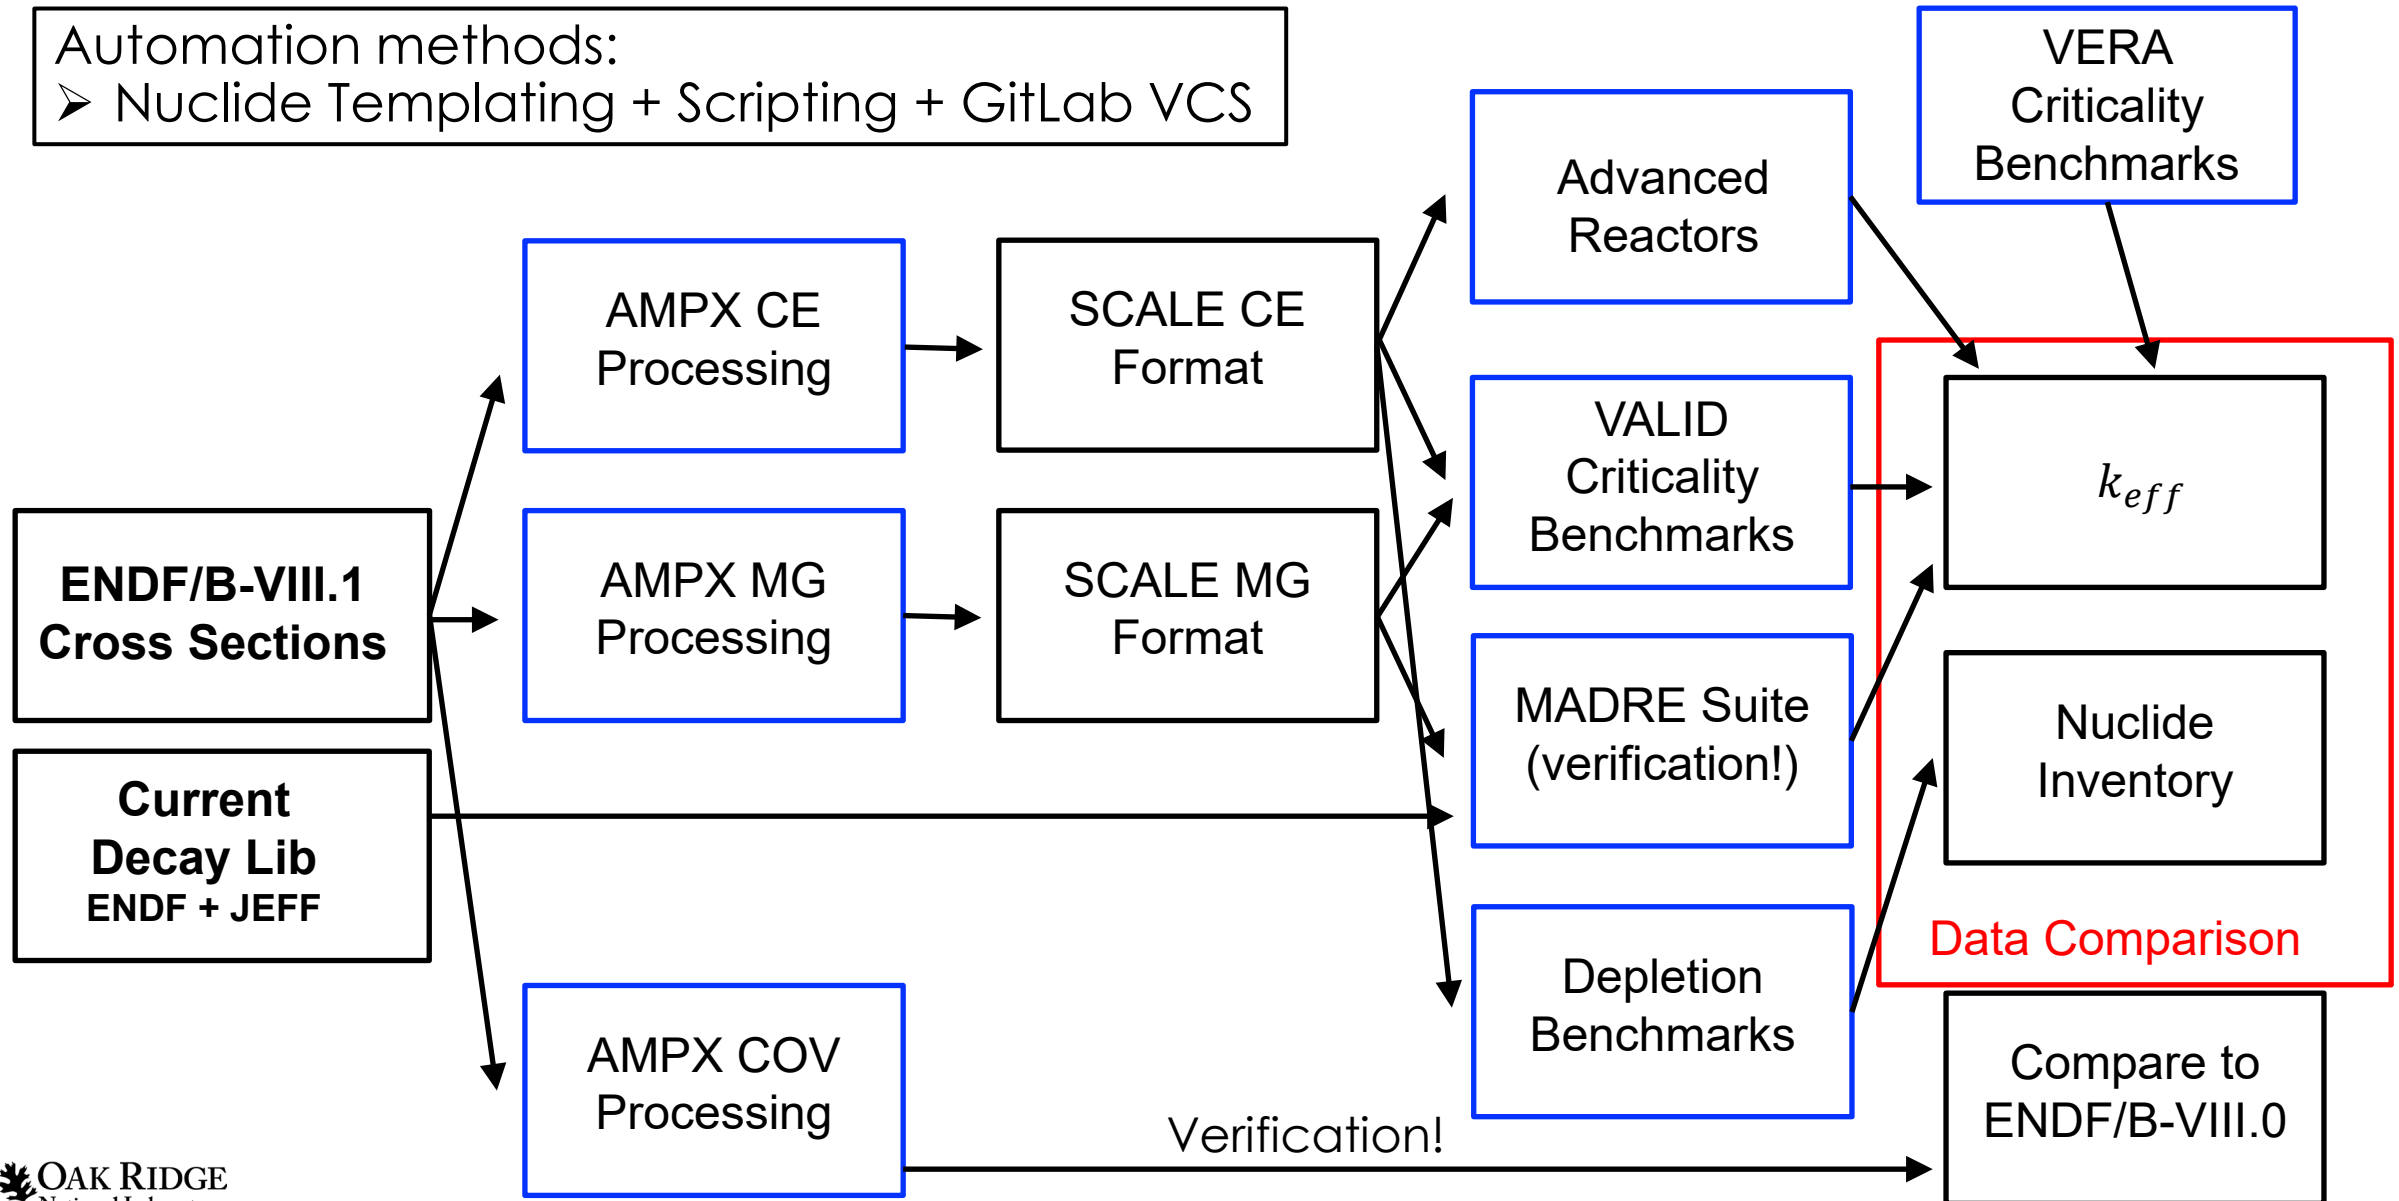 Automation methods:
➢ Nuclide Templating + Scripting + GitLab VCS
VERA
Criticality
Benchmarks
Advanced
Reactors
AMPX CE
Processing
SCALE CE
Format
VALID
Criticality
Benchmarks
k_eff
ENDF/B-VIII.1
Cross Sections
AMPX MG
Processing
SCALE MG
Format
MADRE Suite
(verification!)
Nuclide
Inventory
Current
Decay Lib
ENDF + JEFF
Data Comparison
Depletion
Benchmarks
AMPX COV
Processing
Verification!
Compare to
ENDF/B-VIII.0
OAK RIDGE